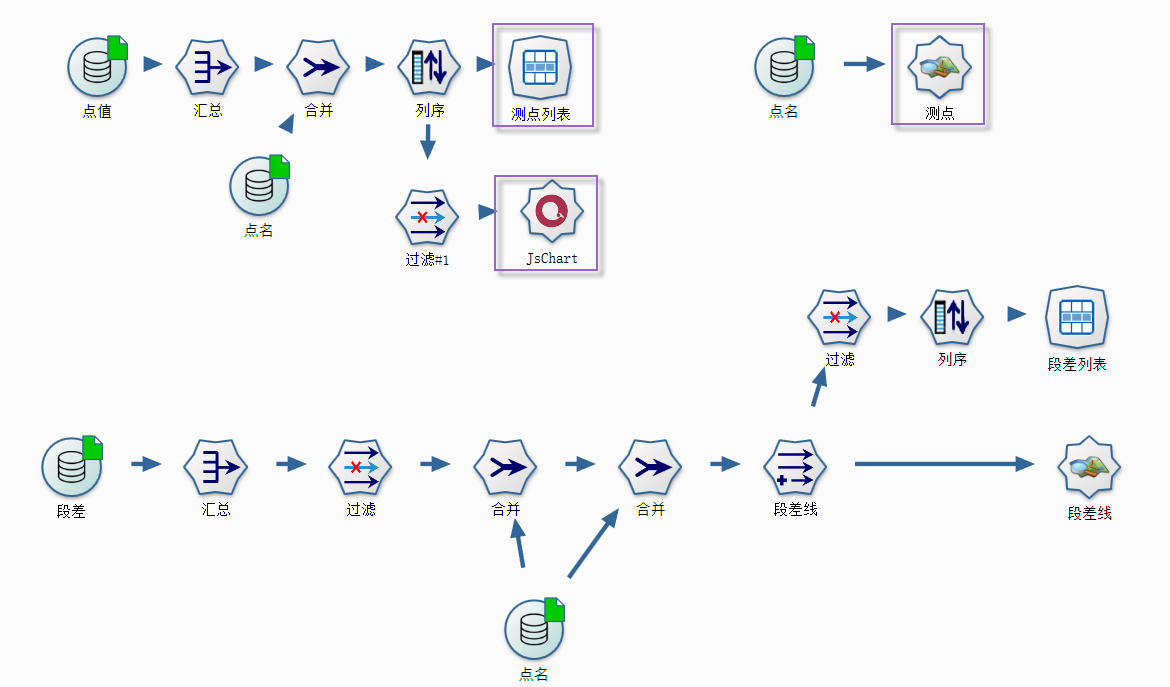 点值
汇总
合并
列序
测点列表
点名
测点
点名
过滤#1
JsChart
过滤
列序
段差列表
段差
汇总
过滤
合并
合并
段差线
段差线
点名